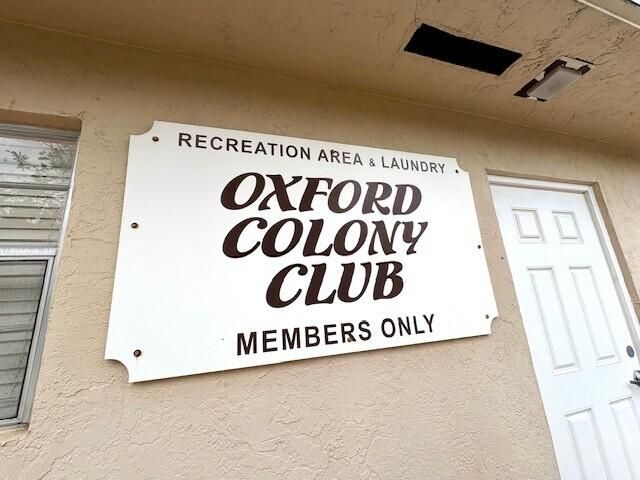 RECREATION AREA & LAUNDRY
OXFORD
COLONY
CLUB
MEMBERS ONLY